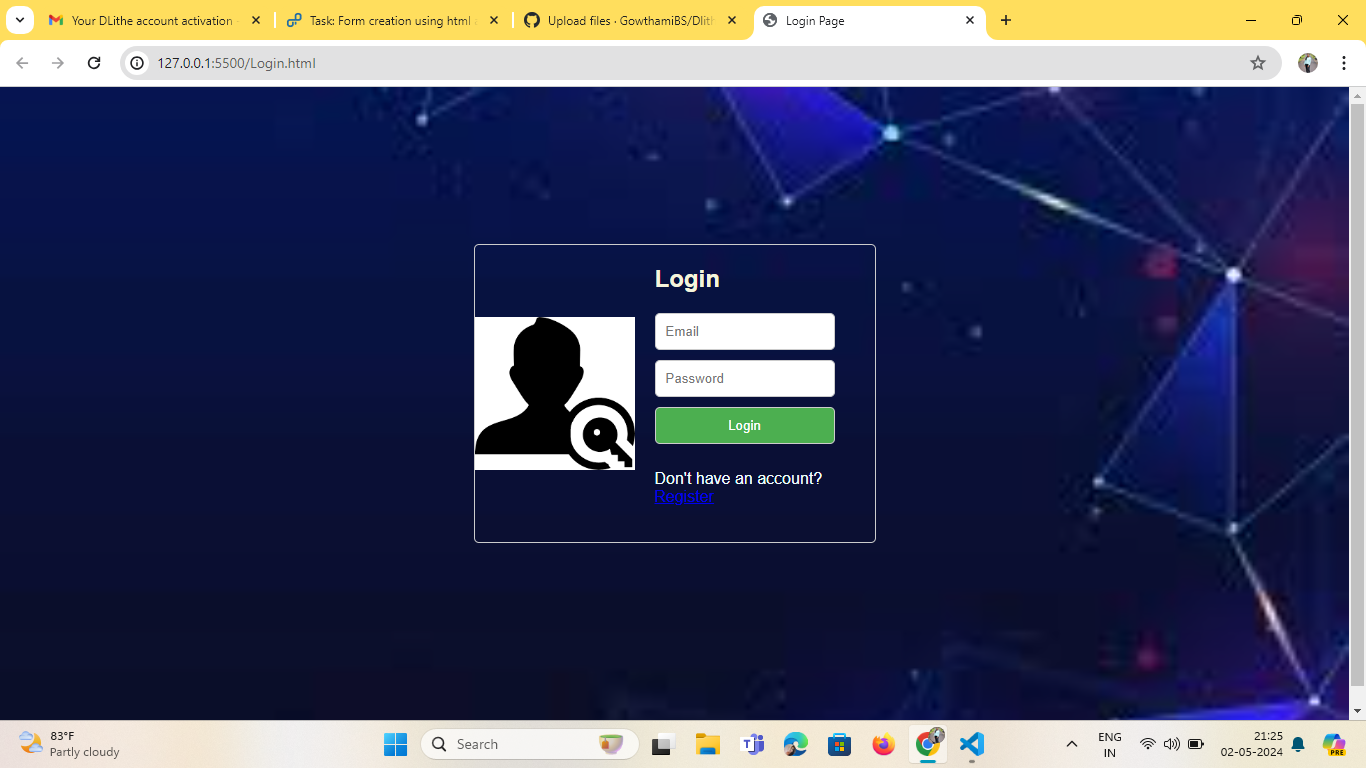 Your DLithe account activation
Task: Form creation using html
Upload files · GowthamiBS/Dlith
Login Page
127.0.0.1:5500/Login.html
Login
Email
Password
Login
Don't have an account?
Register
83°F
Partly cloudy
Search
ENG
IN
21:25
02-05-2024
PRE